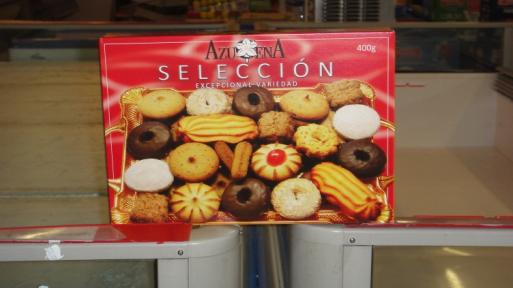 AZUCENA
400g
SELECCIÓN
EXCEPCIONAL VARIEDAD